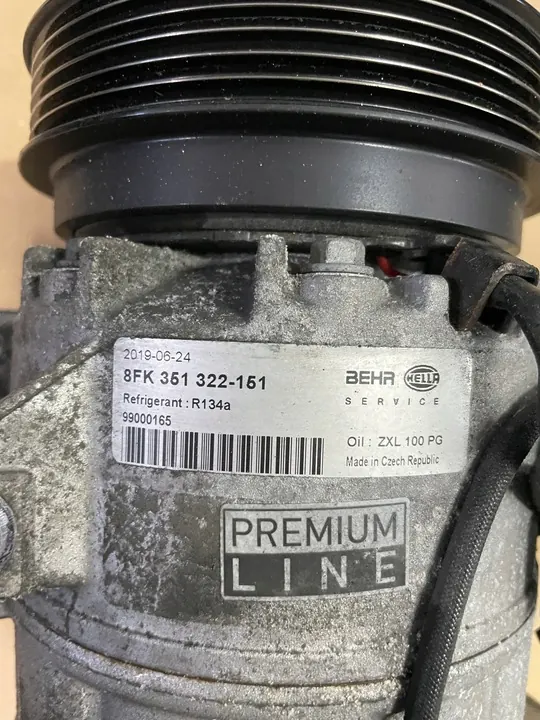 2019-06-24
8FK 351 322-151
Refrigerant : R134a
99000165
BEHR HELLA
SERVICE
Oil : ZXL 100 PG
Made in Czech Republic
PREMIUM
LINE